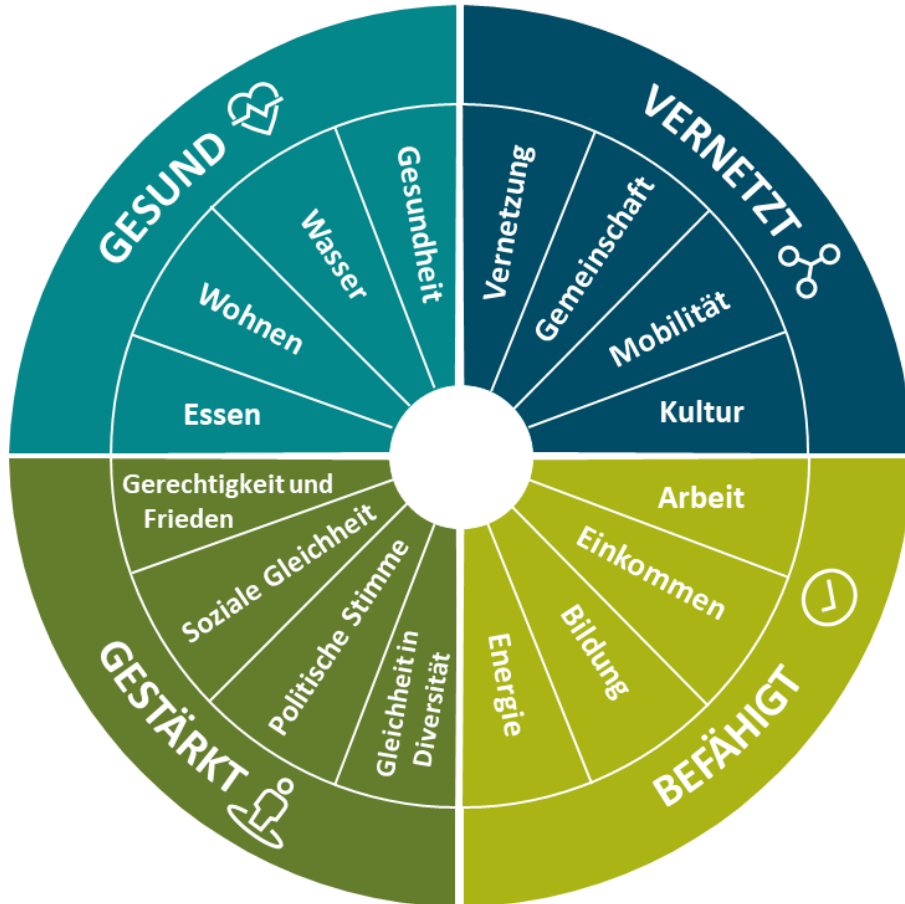 GESUND
Gesundheit
Wasser
Wohnen
Essen
VERNETZT
Vernetzung
Gemeinschaft
Mobilität
Kultur
BEFÄHIGT
Arbeit
Einkommen
Bildung
Energie
GESTÄRKT
Gerechtigkeit und
Frieden
Soziale Gleichheit
Politische Stimme
Gleichheit in
Diversität